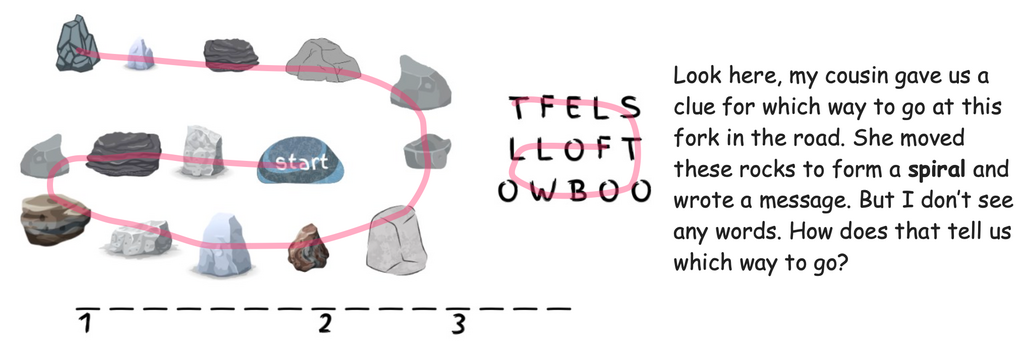 start
T F E L S
L L O F T
O W B O O
1 2 3
Look here, my cousin gave us a
clue for which way to go at this
fork in the road. She moved
these rocks to form a spiral and
wrote a message. But I don't see
any words. How does that tell us
which way to go?